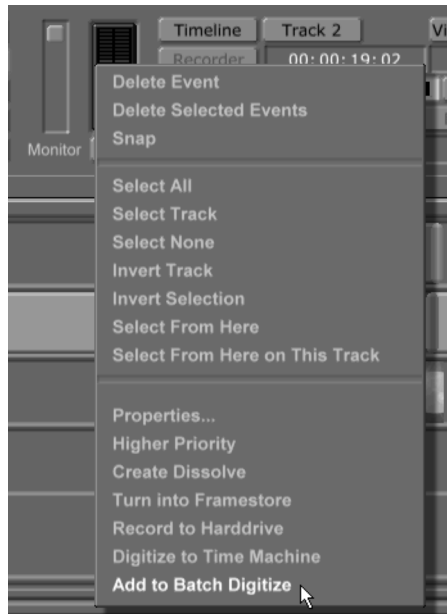 Timeline Track 2 Vi
Recorder 00:00:19:02
Monitor
Delete Event
Delete Selected Events
Snap
Select All
Select Track
Select None
Invert Track
Invert Selection
Select From Here
Select From Here on This Track
Properties...
Higher Priority
Create Dissolve
Turn into Framestore
Record to Harddrive
Digitize to Time Machine
Add to Batch Digitize